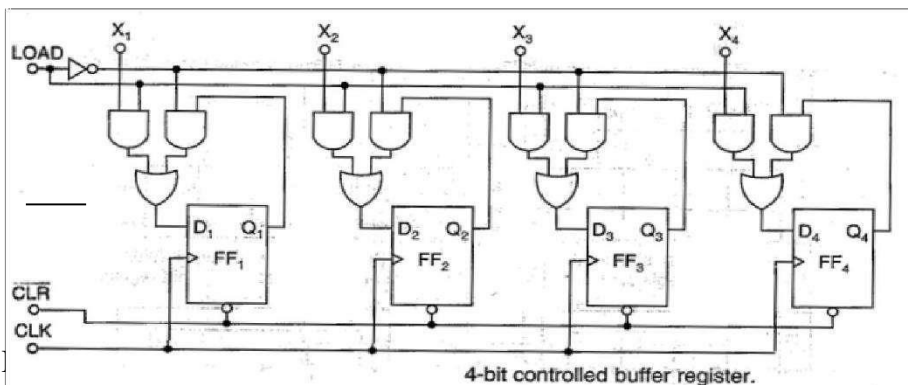 X₁ X₂ X₃ X₄
LOAD
D₁ Q₁ D₂ Q₂ D₃ Q₃ D₄ Q₄
FF₁ FF₂ FF₃ FF₄
C̅L̅R̅
CLK
4-bit controlled buffer register.